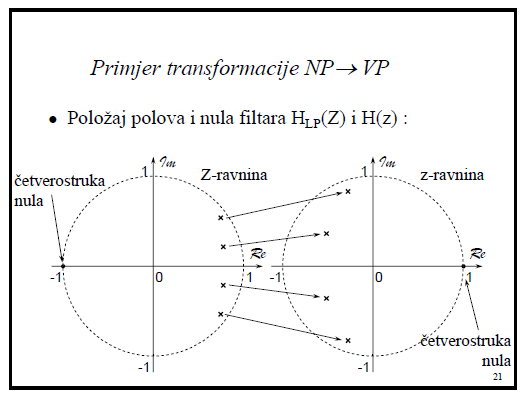 Primjer transformacije NP→ VP
• Položaj polova i nula filtara H_LP(Z) i H(z) :
četverostruka
nula
1
Im
Z-ravnina
Re
-1
0
1
-1
1
Im
z-ravnina
Re
-1
0
1
-1
četverostruka
nula
21